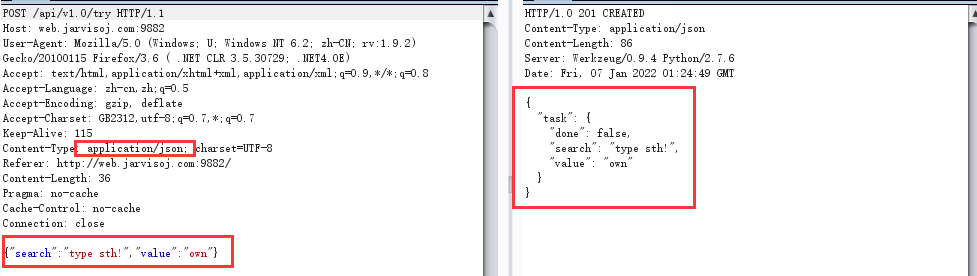 POST /api/v1.0/try HTTP/1.1
Host: web.jarvisoj.com:9882
User-Agent: Mozilla/5.0 (Windows; U; Windows NT 6.2; zh-CN; rv:1.9.2)
Gecko/20100115 Firefox/3.6 ( .NET CLR 3.5.30729; .NET4.0E)
Accept: text/html,application/xhtml+xml,application/xml;q=0.9,*/*;q=0.8
Accept-Language: zh-cn,zh;q=0.5
Accept-Encoding: gzip, deflate
Accept-Charset: GB2312,utf-8;q=0.7,*;q=0.7
Keep-Alive: 115
Content-Type: application/json; charset=UTF-8
Referer: http://web.jarvisoj.com:9882/
Content-Length: 36
Pragma: no-cache
Cache-Control: no-cache
Connection: close
{"search":"type sth!","value":"own"}
HTTP/1.0 201 CREATED
Content-Type: application/json
Content-Length: 86
Server: Werkzeug/0.9.4 Python/2.7.6
Date: Fri, 07 Jan 2022 01:24:49 GMT
{
"task": {
"done": false,
"search": "type sth!",
"value": "own"
}
}